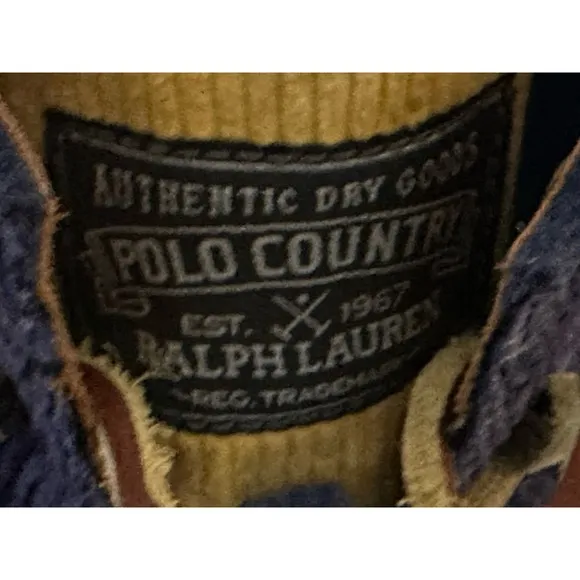 AUTHENTIC DRY GOODS
POLO COUNTRY
EST. 1967
RALPH LAUREN
REG. TRADEMARK